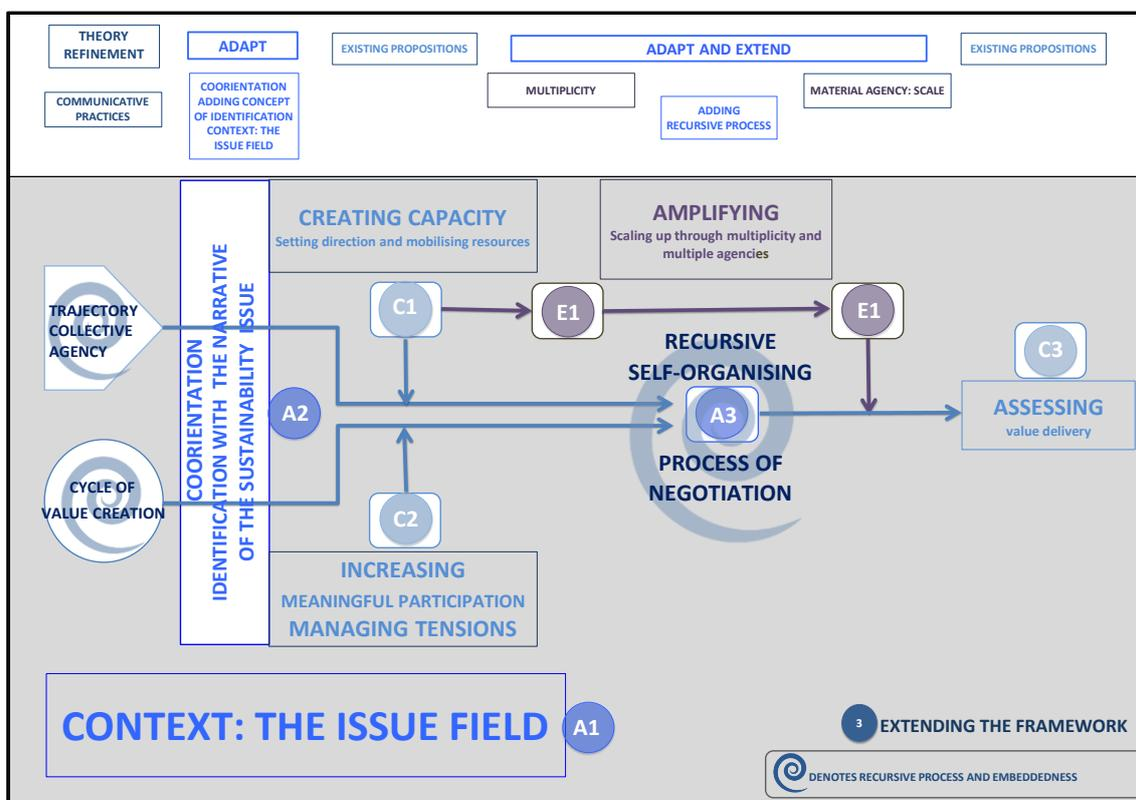 THEORY
REFINEMENT
ADAPT
EXISTING PROPOSITIONS
ADAPT AND EXTEND
EXISTING PROPOSITIONS
COMMUNICATIVE
PRACTICES
COORIENTATION
ADDING CONCEPT
OF IDENTIFICATION
CONTEXT: THE
ISSUE FIELD
MULTIPLICITY
ADDING
RECURSIVE PROCESS
MATERIAL AGENCY: SCALE
TRAJECTORY
COLLECTIVE
AGENCY
CYCLE OF
VALUE CREATION
COORIENTATION
IDENTIFICATION WITH THE NARRATIVE
OF THE SUSTAINABILITY ISSUE
A2
CREATING CAPACITY
Setting direction and mobilising resources
C1
C2
INCREASING
MEANINGFUL PARTICIPATION
MANAGING TENSIONS
AMPLIFYING
Scaling up through multiplicity and
multiple agencies
E1
E1
RECURSIVE
SELF-ORGANISING
A3
PROCESS OF
NEGOTIATION
C3
ASSESSING
value delivery
CONTEXT: THE ISSUE FIELD
A1
3
EXTENDING THE FRAMEWORK
DENOTES RECURSIVE PROCESS AND EMBEDDEDNESS